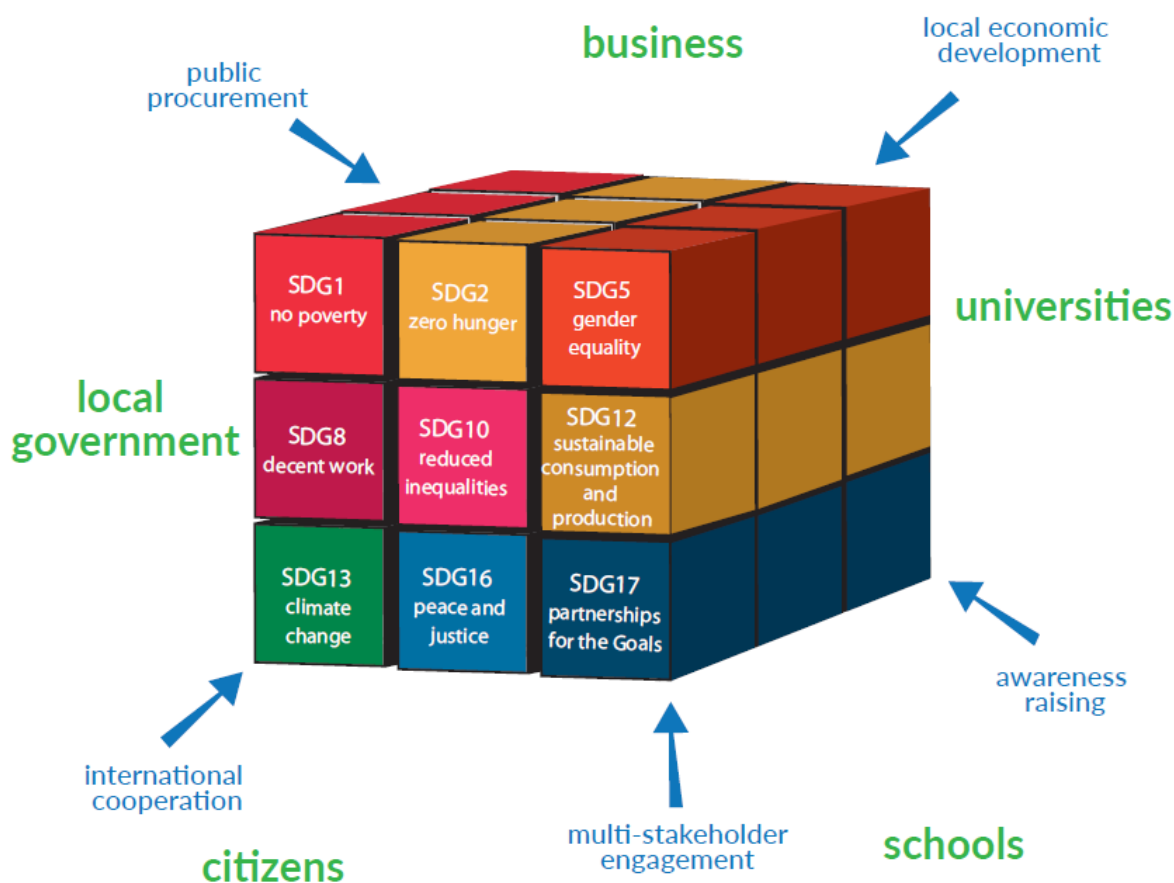 business
local economic
development
public
procurement
SDG1
no poverty
SDG2
zero hunger
SDG5
gender
equality
universities
local
government
SDG8
decent work
SDG10
reduced
inequalities
SDG12
sustainable
consumption
and
production
SDG13
climate
change
SDG16
peace and
justice
SDG17
partnerships
for the Goals
awareness
raising
international
cooperation
multi-stakeholder
engagement
schools
citizens